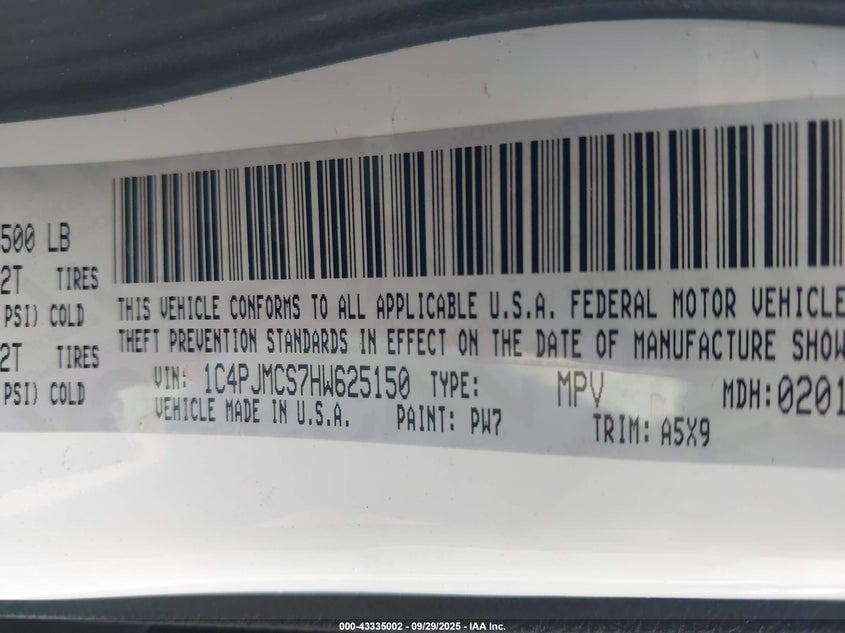 500 LB
2T TIRES
PSI) COLD
2T TIRES
PSI) COLD
THIS VEHICLE CONFORMS TO ALL APPLICABLE U.S.A. FEDERAL MOTOR VEHICLE
THEFT PREVENTION STANDARDS IN EFFECT ON THE DATE OF MANUFACTURE SHOW
VIN: 1C4PJMCS7HW625150 TYPE: MPV MDH:0201
VEHICLE MADE IN U.S.A. PAINT: PW7 TRIM: A5X9
000-43335002 - 09/29/2025 - IAA Inc.